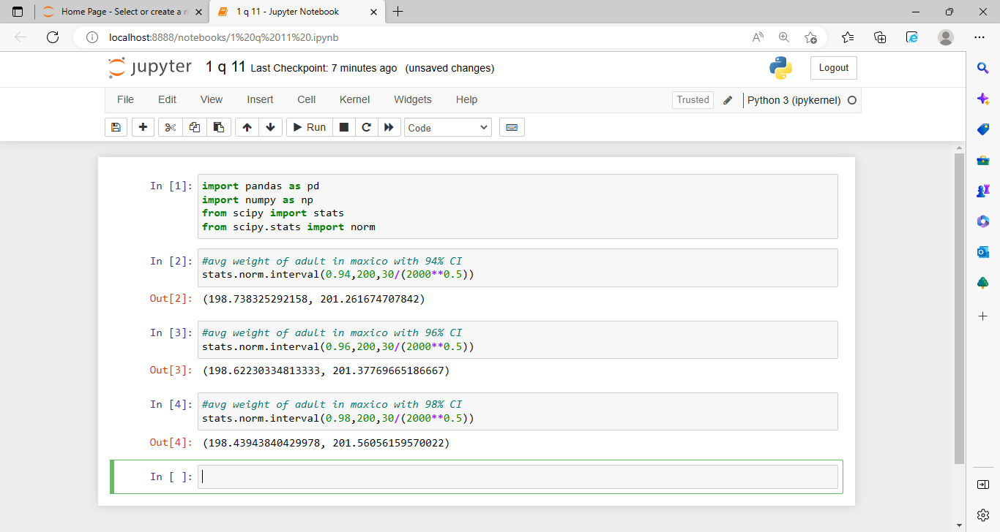 Home Page - Select or create a n
1 q 11 - Jupyter Notebook
localhost:8888/notebooks/1%20q%2011%20.ipynb
jupyter 1 q 11 Last Checkpoint: 7 minutes ago (unsaved changes)
Logout
File Edit View Insert Cell Kernel Widgets Help
Trusted Python 3 (ipykernel)
Run Code
In [1]: import pandas as pd
import numpy as np
from scipy import stats
from scipy.stats import norm
In [2]: #avg weight of adult in maxico with 94% CI
stats.norm.interval(0.94,200,30/(2000**0.5))
Out[2]: (198.738325292158, 201.261674707842)
In [3]: #avg weight of adult in maxico with 96% CI
stats.norm.interval(0.96,200,30/(2000**0.5))
Out[3]: (198.62230334813333, 201.37769665186667)
In [4]: #avg weight of adult in maxico with 98% CI
stats.norm.interval(0.98,200,30/(2000**0.5))
Out[4]: (198.43943840429978, 201.56056159570022)
In [ ]: